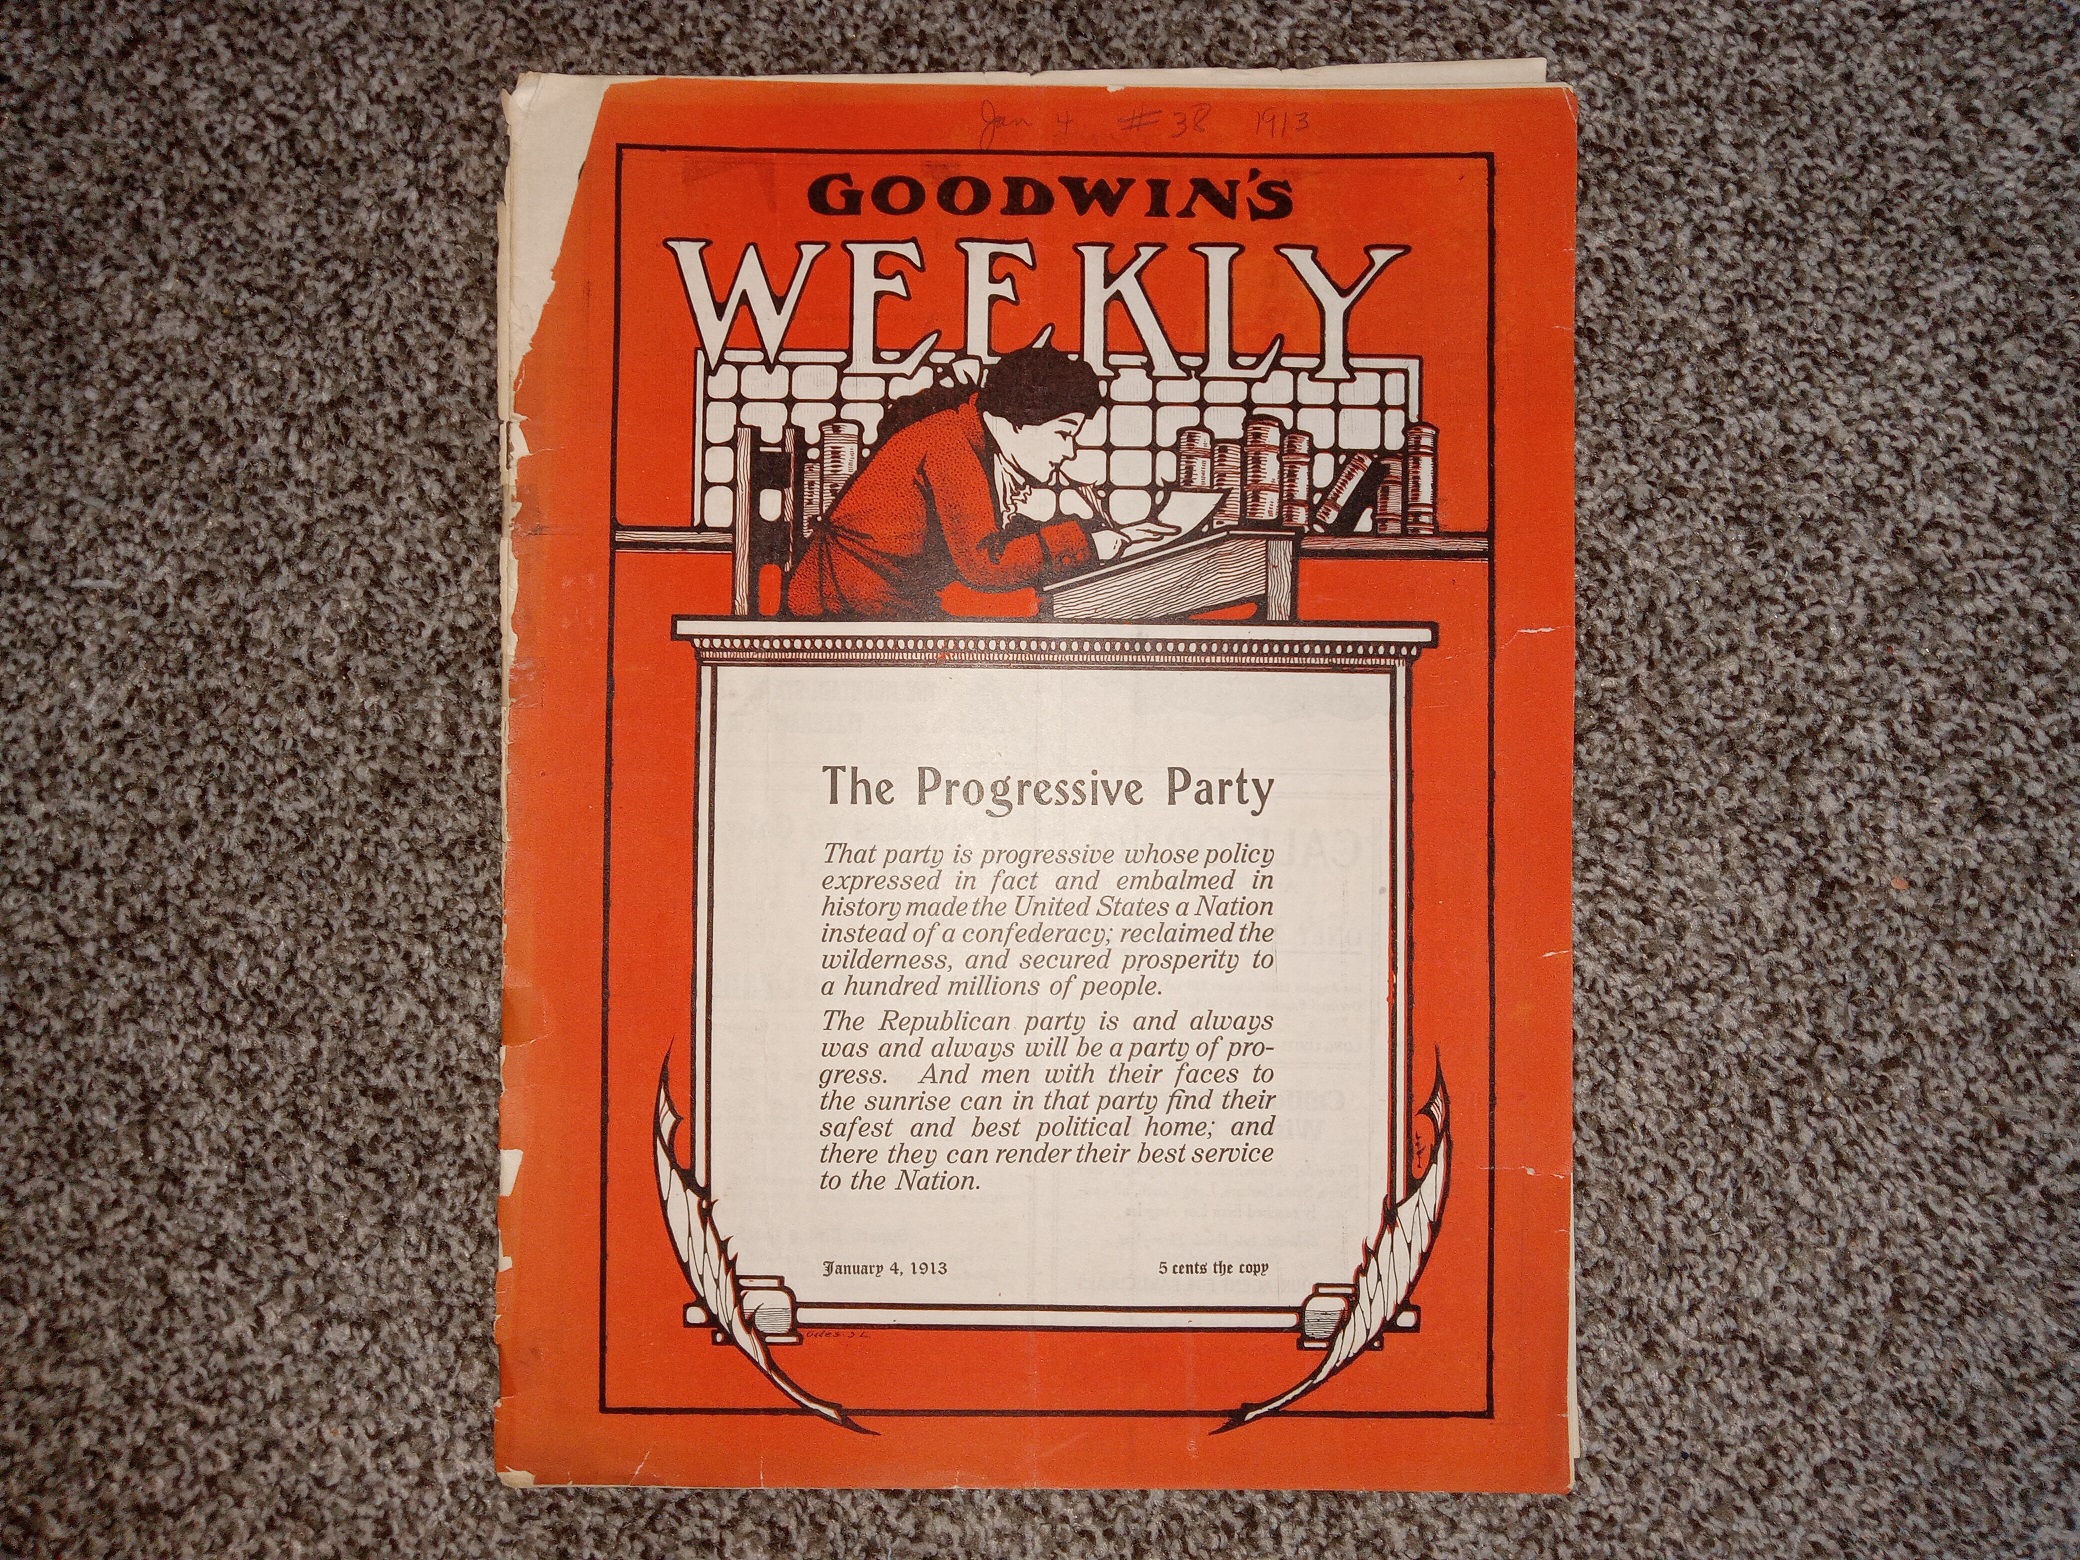 Jan 4 #38 1913
GOODWIN'S
WEEKLY
The Progressive Party
That party is progressive whose policy
expressed in fact and embalmed in
history made the United States a Nation
instead of a confederacy; reclaimed the
wilderness, and secured prosperity to
a hundred millions of people.
The Republican party is and always
was and always will be a party of pro-
gress. And men with their faces to
the sunrise can in that party find their
safest and best political home; and
there they can render their best service
to the Nation.
January 4, 1913 5 cents the copy